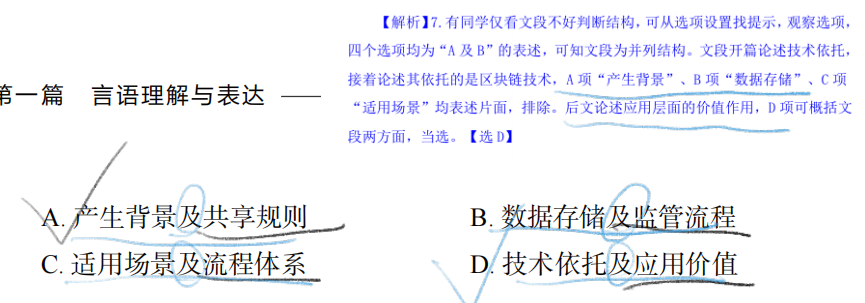 【解析】7.有同学仅看文段不好判断结构，可从选项设置找提示，观察选项，
四个选项均为“A 及 B”的表述，可知文段为并列结构。文段开篇论述技术依托，
接着论述其依托的是区块链技术，A 项“产生背景”、B 项“数据存储”、C 项
“适用场景”均表述片面，排除。后文论述应用层面的价值作用，D 项可概括文
段两方面，当选。【选 D】
第一篇 言语理解与表达
A. 产生背景及共享规则
B. 数据存储及监管流程
C. 适用场景及流程体系
D. 技术依托及应用价值